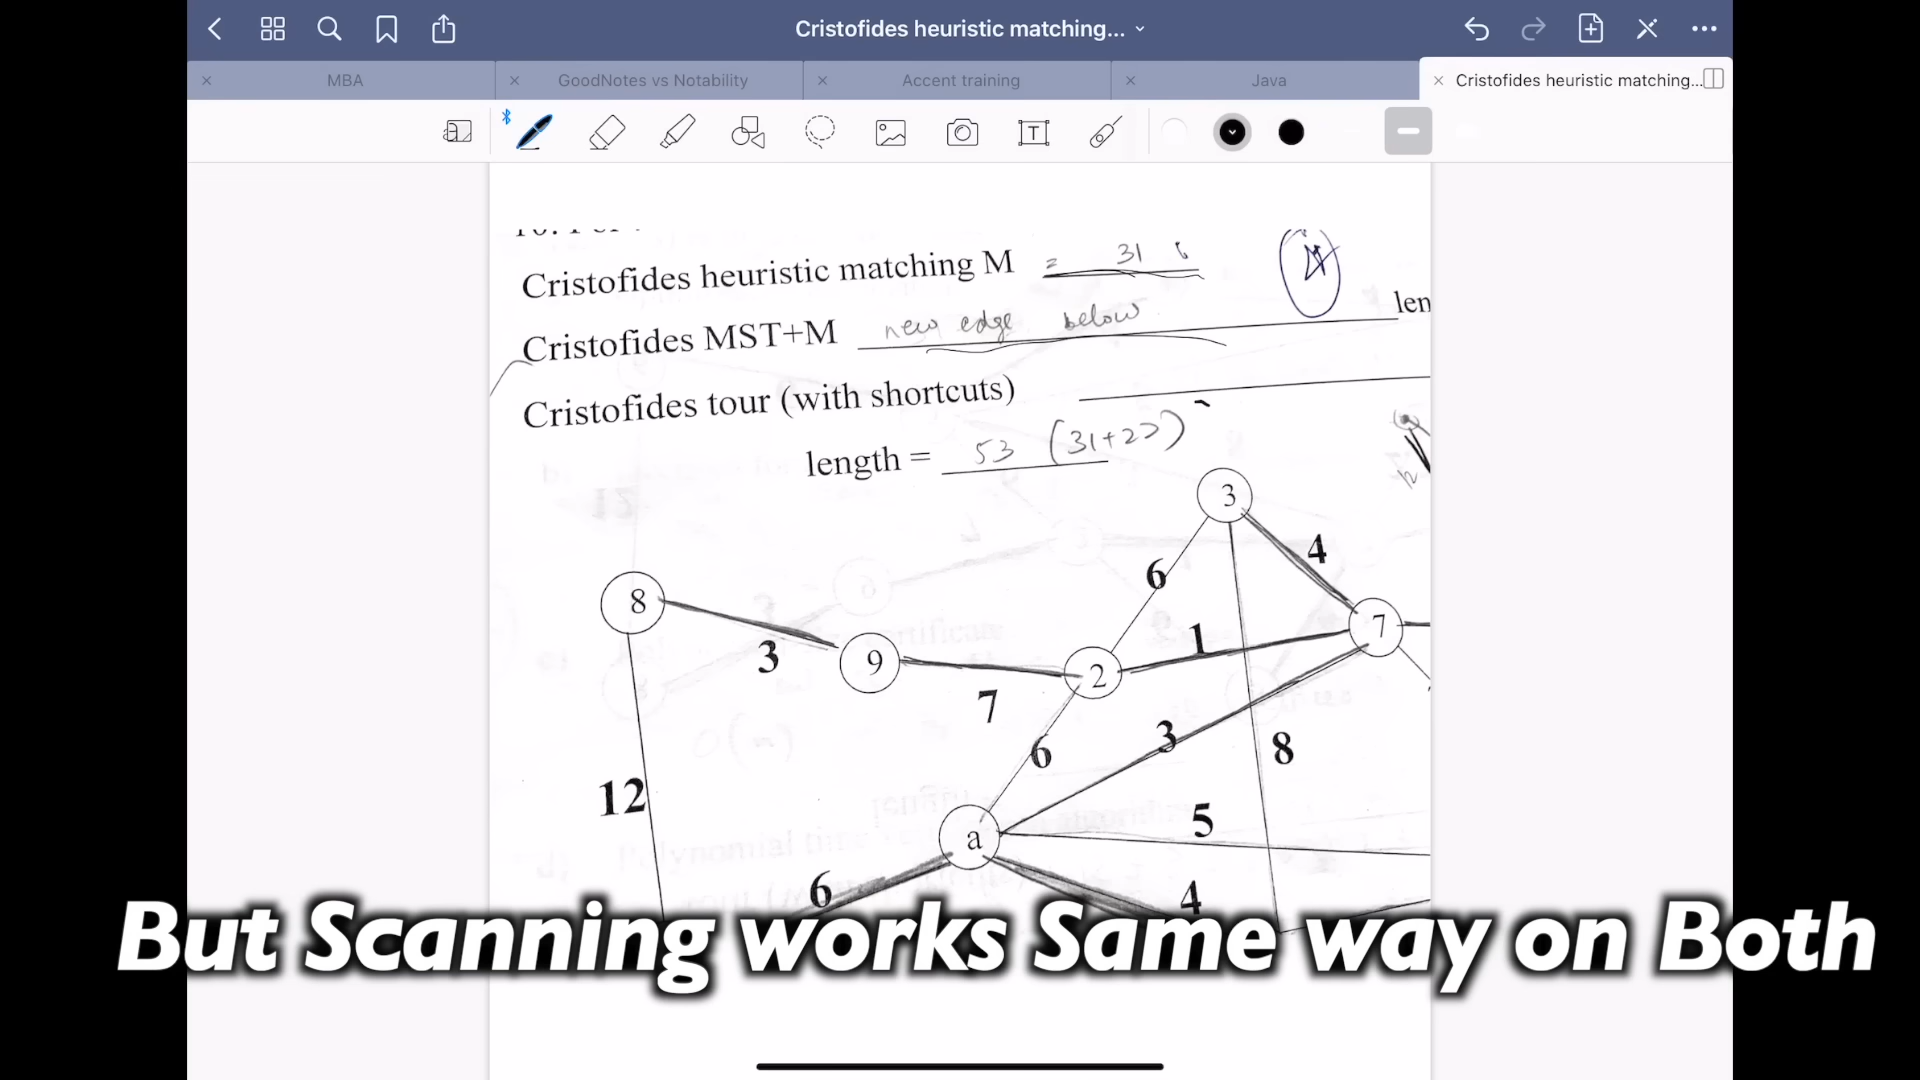 Cristofides heuristic matching...
MBA
GoodNotes vs Notability
Accent training
Java
Cristofides heuristic matching...
Cristofides heuristic matching M = 31
Cristofides MST+M new edge below
len
Cristofides tour (with shortcuts)
length = 53 (31+22)
3
4
8
6
7
1
3
9
2
7
6
3
8
12
5
a
6
4
But Scanning works Same way on Both